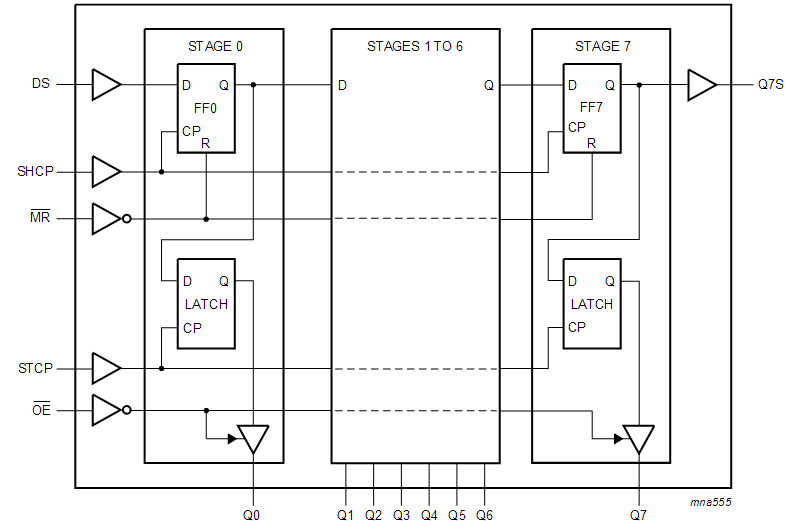 STAGE 0 STAGES 1 TO 6 STAGE 7
DS D Q D Q D Q Q7S
FF0 FF7
CP CP
R R
SHCP
MR
D Q D Q
LATCH LATCH
CP CP
STCP
OE
mna555
Q0 Q1 Q2 Q3 Q4 Q5 Q6 Q7